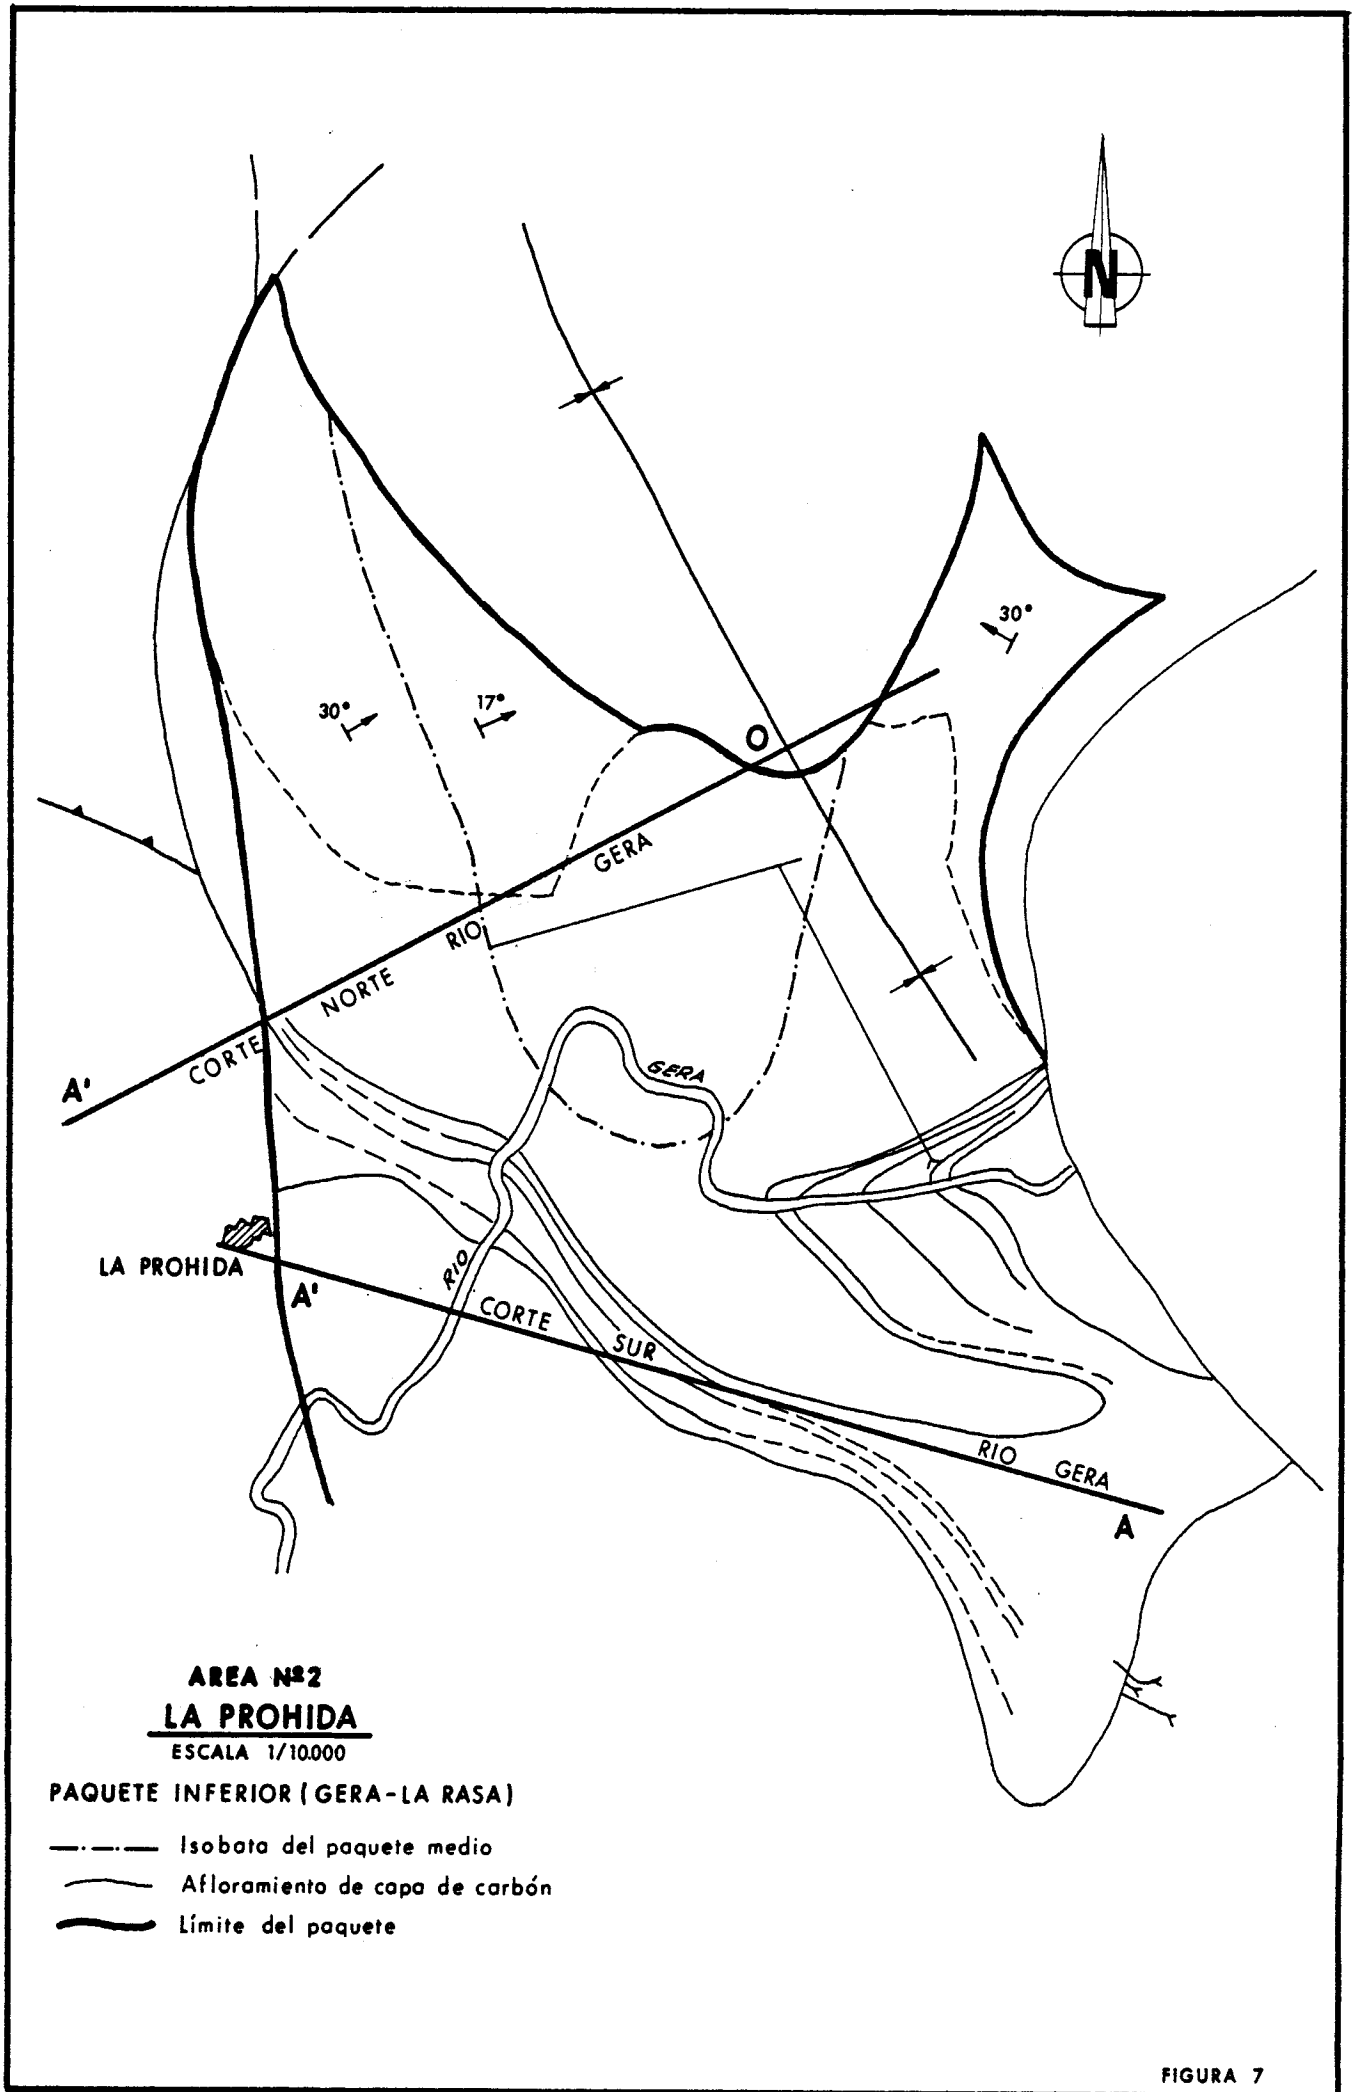 N
30°
30°
17°
O
CORTE NORTE RIO GERA
A'
GERA
LA PROHIDA
A'
RIO
CORTE SUR RIO GERA
A
AREA Nº2
LA PROHIDA
ESCALA 1/10.000
PAQUETE INFERIOR (GERA-LA RASA)
Isobata del paquete medio
Afloramiento de capa de carbón
Límite del paquete
FIGURA 7